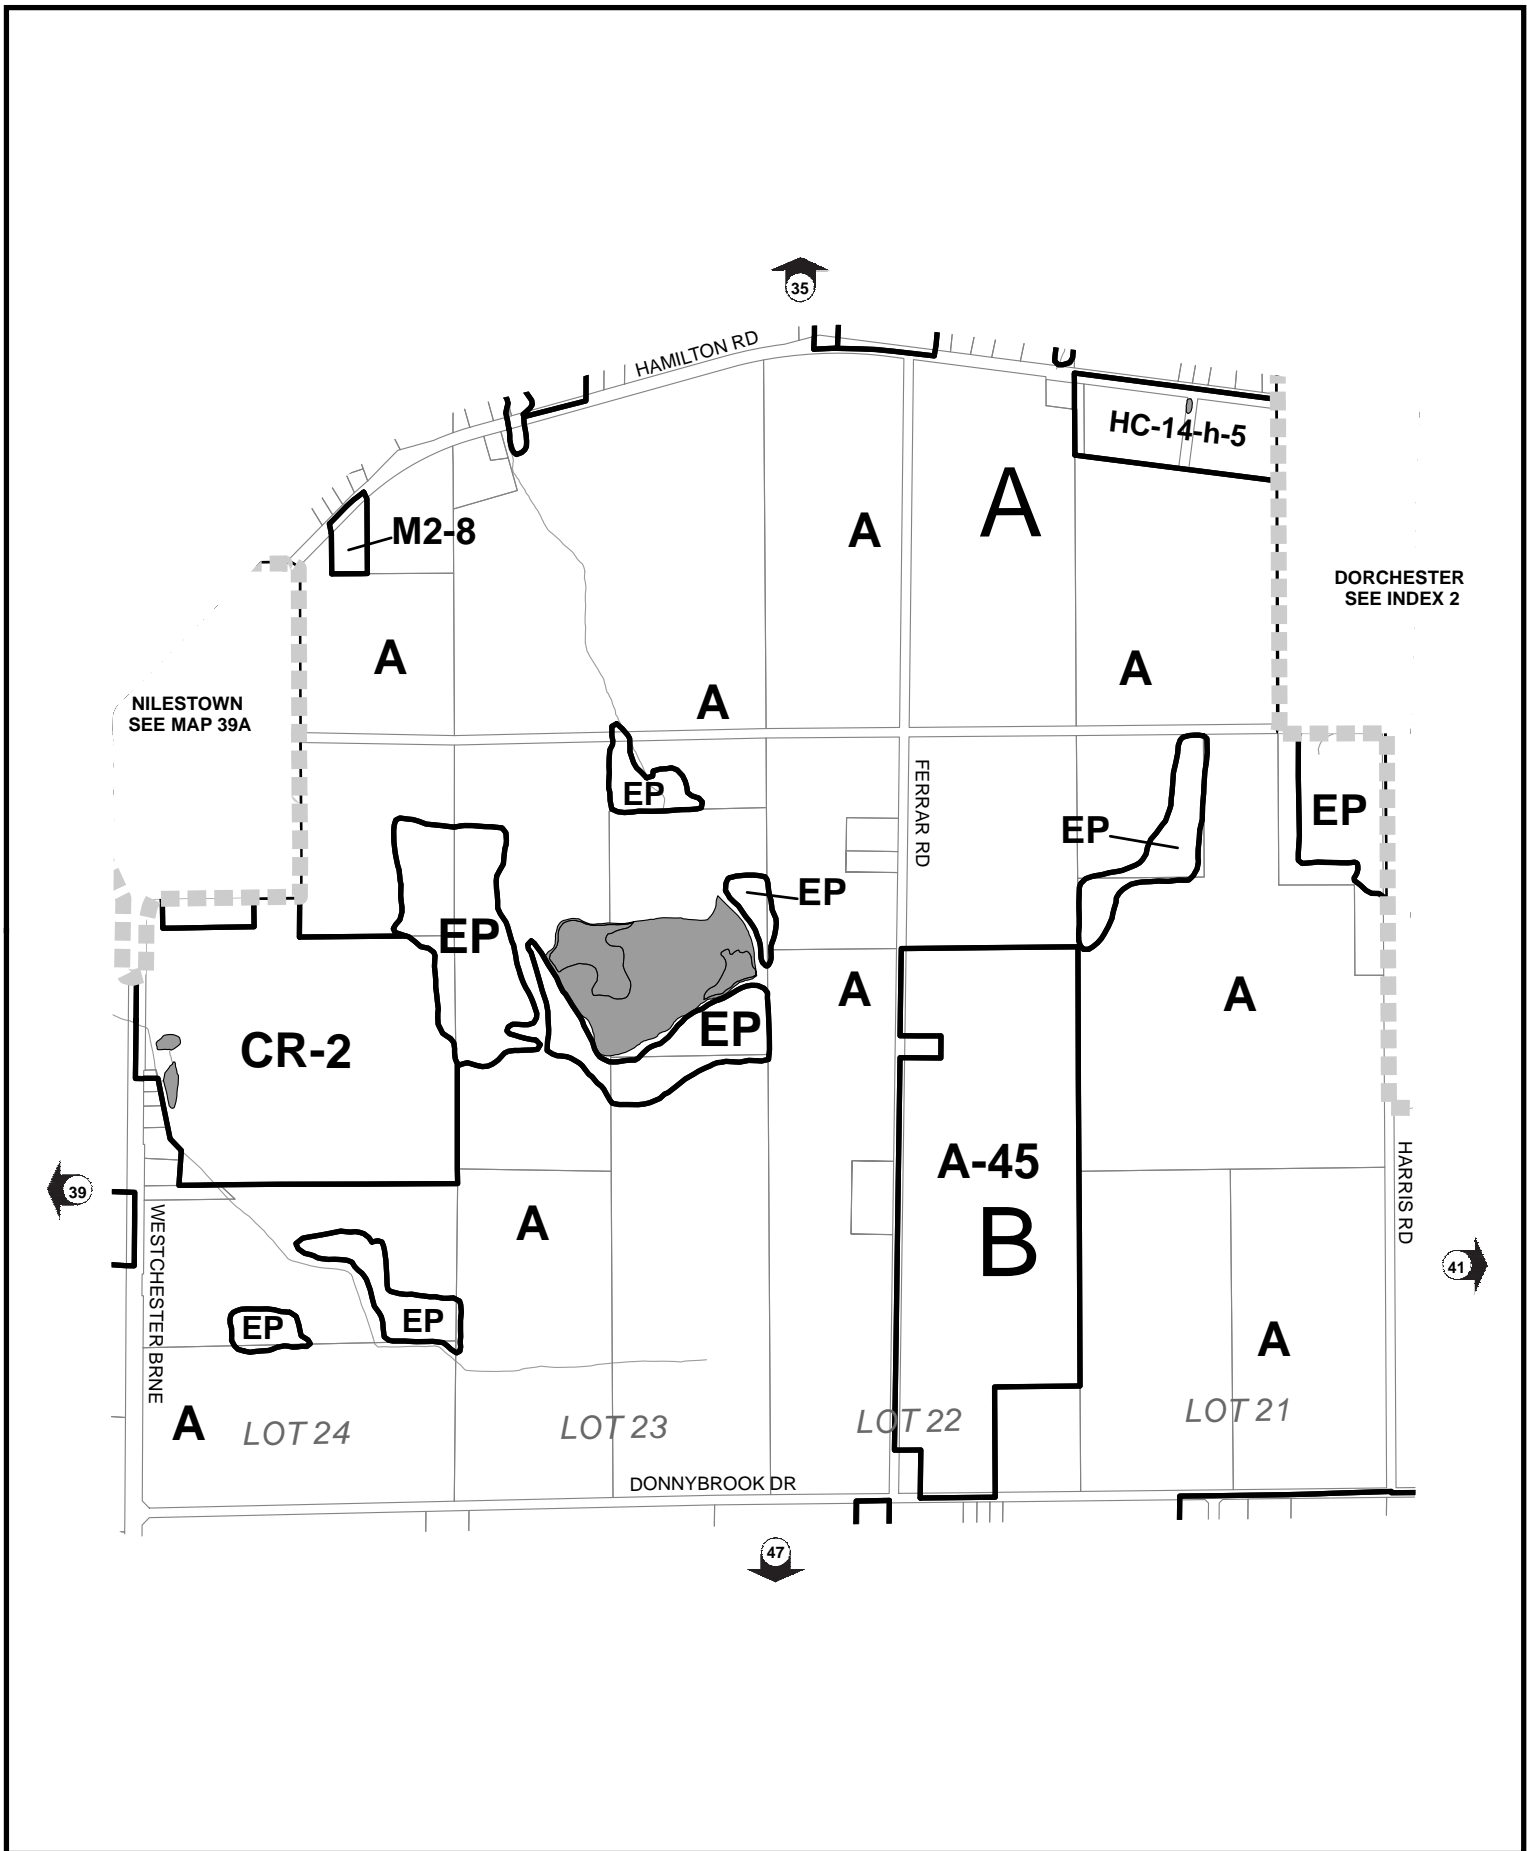 35
HAMILTON RD
HC-14-h-5
A
A
M2-8
DORCHESTER
SEE INDEX 2
A
A
A
NILESTOWN
SEE MAP 39A
FERRAR RD
EP
EP
EP
EP
EP
EP
EP
A
A
CR-2
A-45
HARRIS RD
39
WESTCHESTER BRNE
A
B
41
EP
EP
A
A
LOT 24
LOT 23
LOT 22
LOT 21
DONNYBROOK DR
47